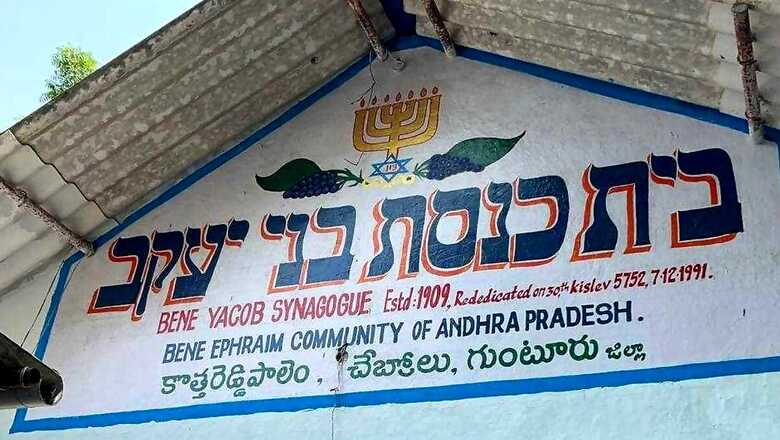 בית כנסת בני יעקב
BENE YACOB SYNAGOGUE Estd:1909, Rededicated on 30th Kislev 5752, 7-12-1991.
BENE EPHRAIM COMMUNITY OF ANDHRA PRADESH.
కొత్తరెడ్డిపాలెం, చేబ్రోలు, గుంటూరు జిల్లా